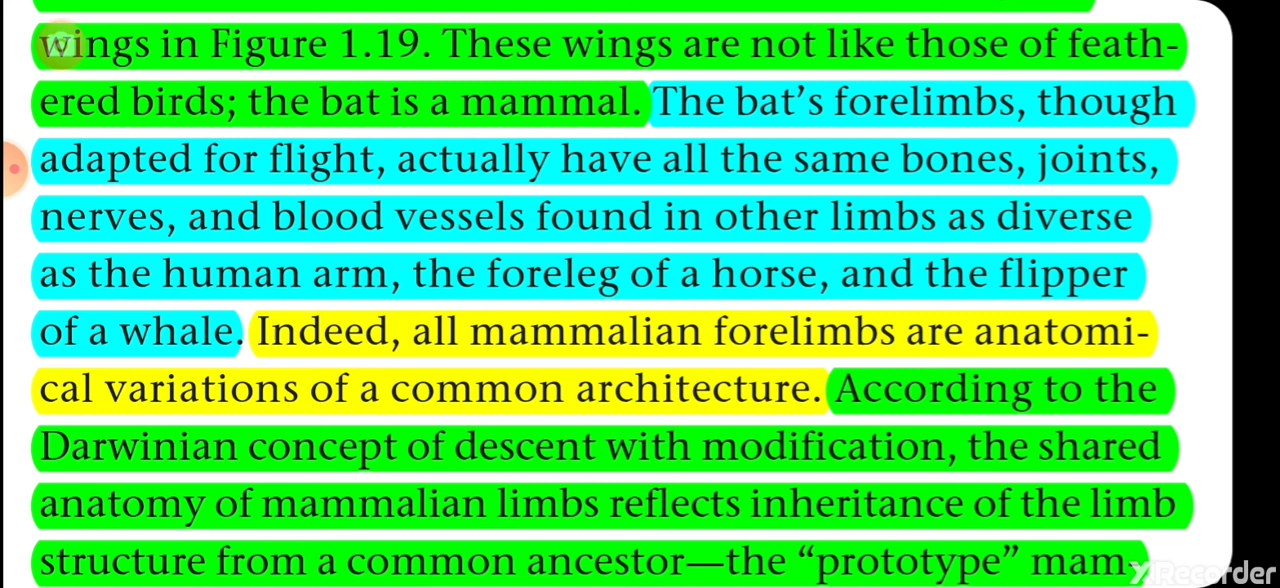 wings in Figure 1.19. These wings are not like those of feath-
ered birds; the bat is a mammal. The bat’s forelimbs, though
adapted for flight, actually have all the same bones, joints,
nerves, and blood vessels found in other limbs as diverse
as the human arm, the foreleg of a horse, and the flipper
of a whale. Indeed, all mammalian forelimbs are anatomi-
cal variations of a common architecture. According to the
Darwinian concept of descent with modification, the shared
anatomy of mammalian limbs reflects inheritance of the limb
structure from a common ancestor—the “prototype” mam-
XRecorder